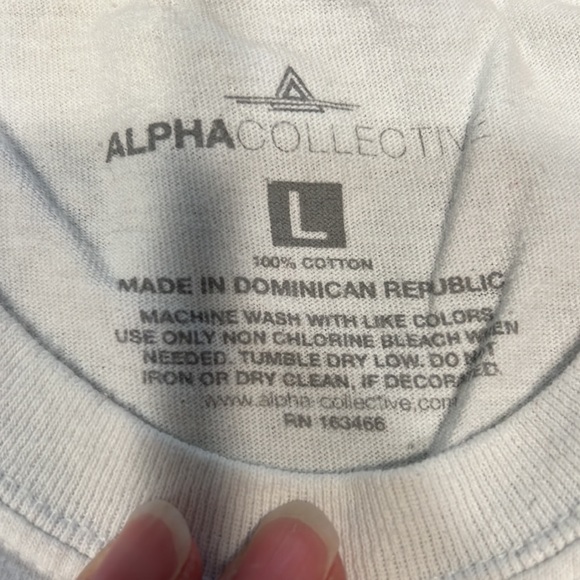 ALPHACOLLECTIVE
L
100% COTTON
MADE IN DOMINICAN REPUBLIC
MACHINE WASH WITH LIKE COLORS
USE ONLY NON CHLORINE BLEACH WHEN
NEEDED. TUMBLE DRY LOW. DO NOT
IRON OR DRY CLEAN, IF DECORATED.
www.alpha-collective.com
RN 163466